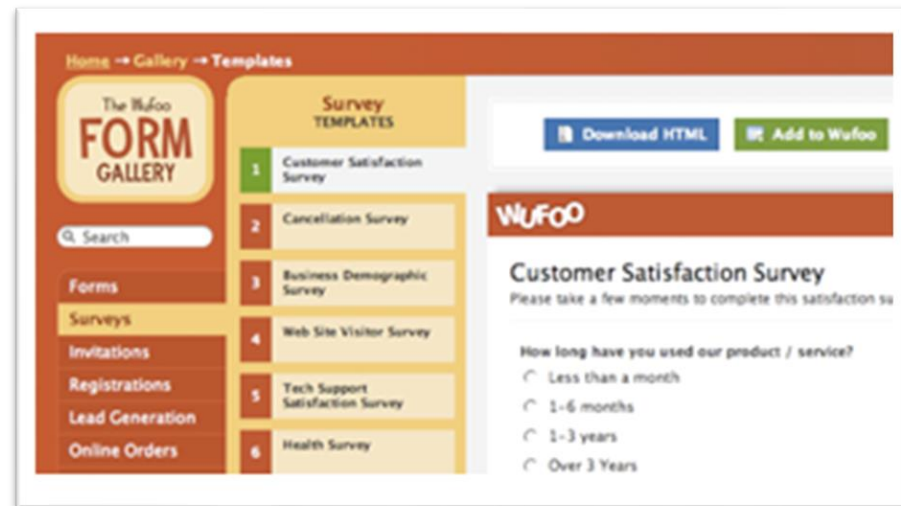 Home → Gallery → Templates
The Wufoo
FORM
GALLERY
Search
Forms
Surveys
Invitations
Registrations
Lead Generation
Online Orders
Survey
TEMPLATES
1
Customer Satisfaction
Survey
2
Cancellation Survey
3
Business Demographic
Survey
4
Web Site Visitor Survey
5
Tech Support
Satisfaction Survey
6
Health Survey
Download HTML
Add to Wufoo
WUFOO
Customer Satisfaction Survey
Please take a few moments to complete this satisfaction su
How long have you used our product / service?
Less than a month
1-6 months
1-3 years
Over 3 Years